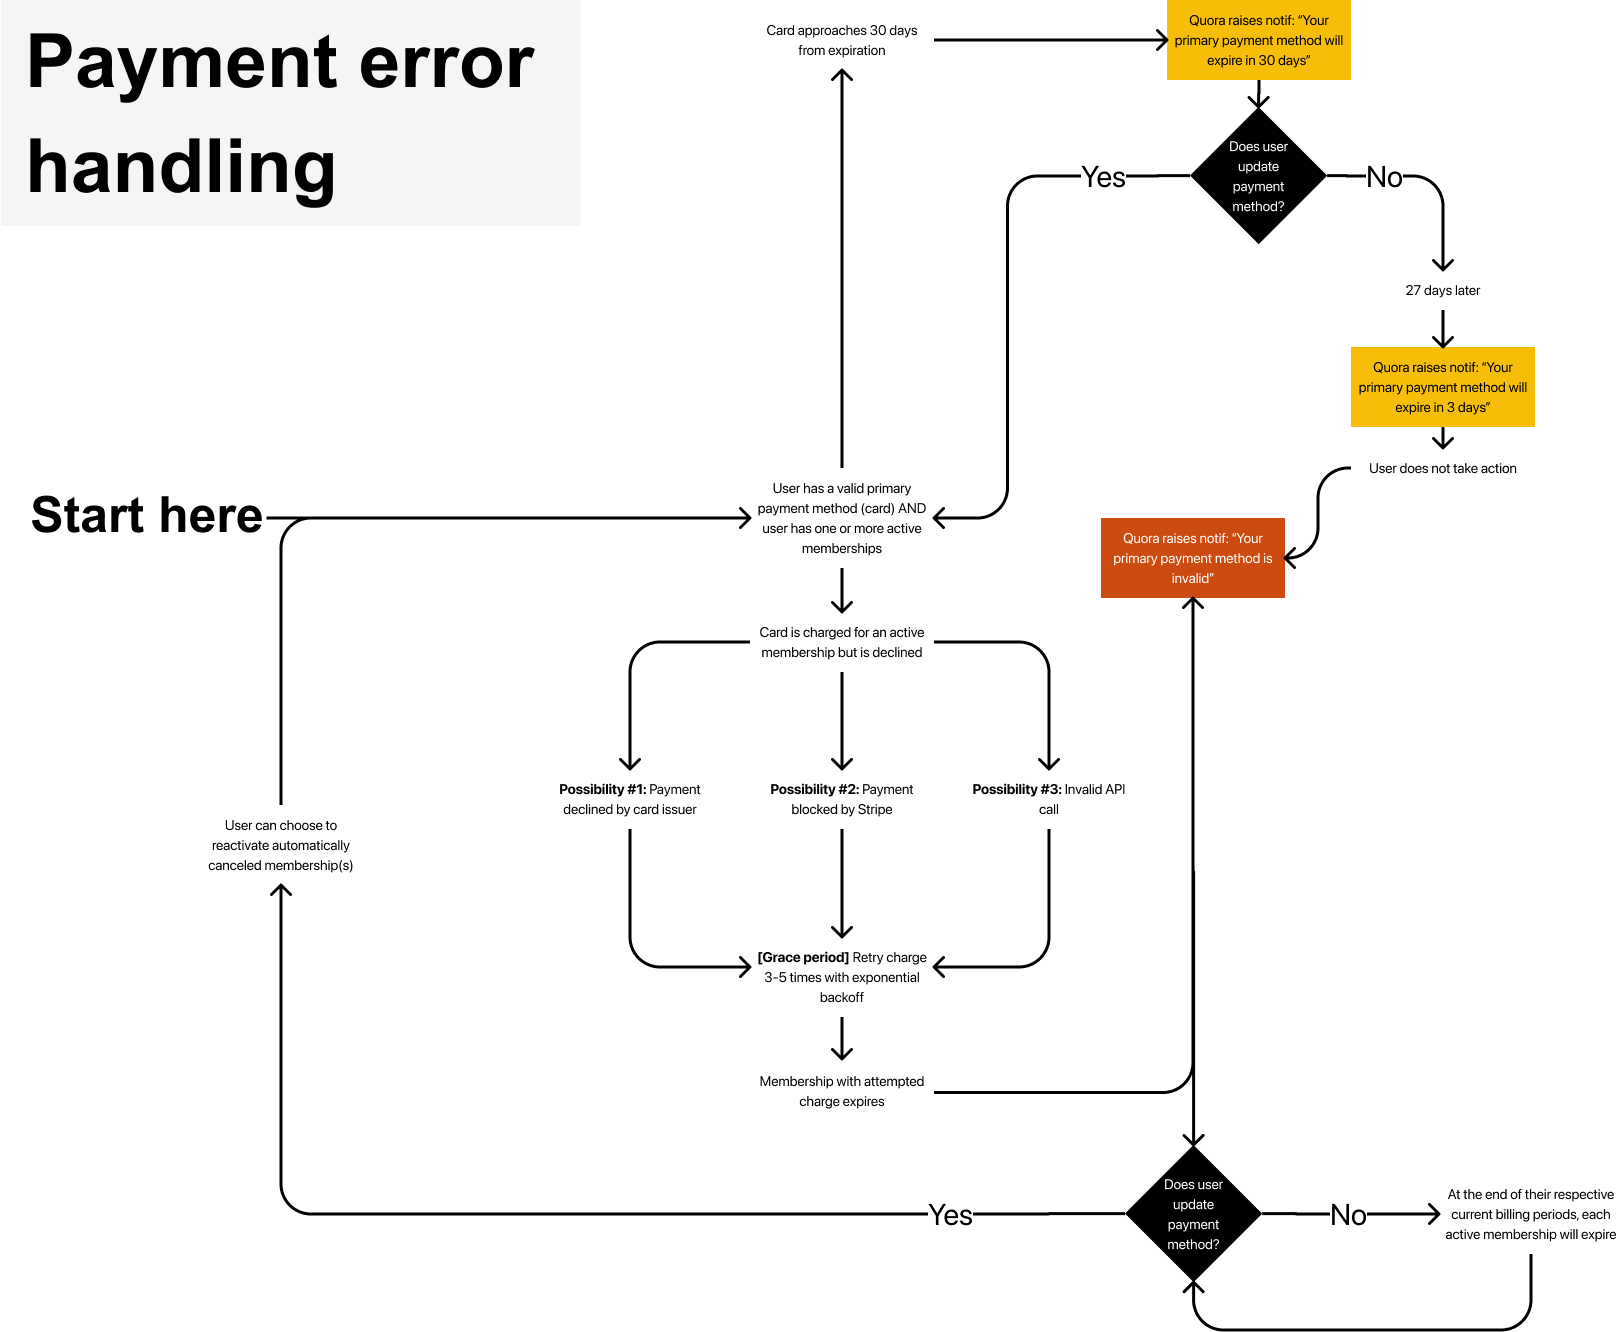 Payment error
handling
Card approaches 30 days
from expiration
Quora raises notif: “Your
primary payment method will
expire in 30 days”
Does user
update
payment
method?
Yes
No
27 days later
Quora raises notif: “Your
primary payment method will
expire in 3 days”
User does not take action
Quora raises notif: “Your
primary payment method is
invalid”
Start here
User has a valid primary
payment method (card) AND
user has one or more active
memberships
Card is charged for an active
membership but is declined
Possibility #1: Payment
declined by card issuer
Possibility #2: Payment
blocked by Stripe
Possibility #3: Invalid API
call
User can choose to
reactivate automatically
canceled membership(s)
[Grace period] Retry charge
3-5 times with exponential
backoff
Membership with attempted
charge expires
Does user
update
payment
method?
Yes
No
At the end of their respective
current billing periods, each
active membership will expire